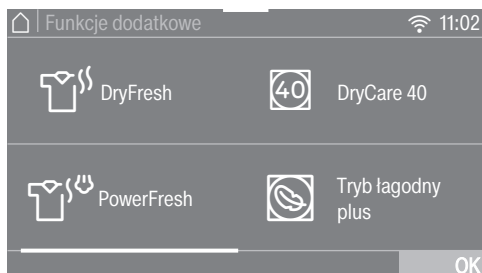 Funkcje dodatkowe 11:02
DryFresh
40 DryCare 40
PowerFresh
Tryb łagodny
plus
OK